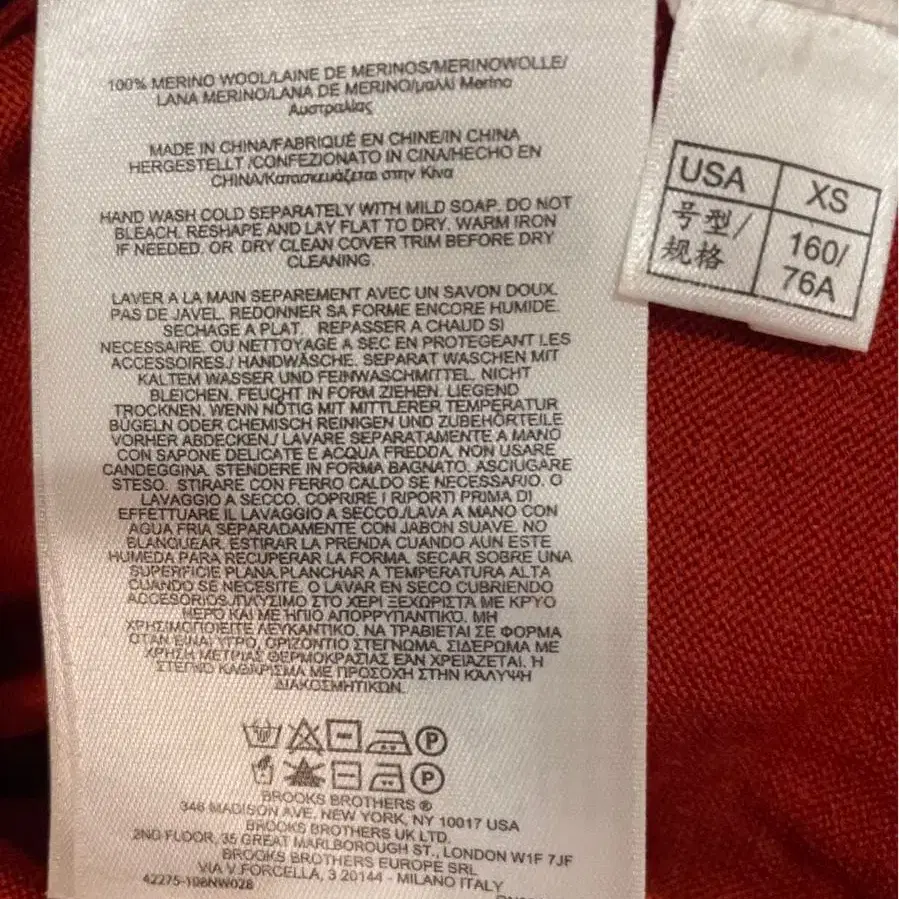 100% MERINO WOOL/LAINE DE MERINOS/MERINOWOLLE/
LANA MERINO/LANA DE MERINO/μαλλί Merino
Αυστραλίας
MADE IN CHINA/FABRIQUÉ EN CHINE/IN CHINA
HERGESTELLT /CONFEZIONATO IN CINA/HECHO EN
CHINA/Κατασκευάζεται στην Κίνα
HAND WASH COLD SEPARATELY WITH MILD SOAP. DO NOT
BLEACH. RESHAPE AND LAY FLAT TO DRY. WARM IRON
IF NEEDED. OR DRY CLEAN COVER TRIM BEFORE DRY
CLEANING.
LAVER A LA MAIN SEPAREMENT AVEC UN SAVON DOUX.
PAS DE JAVEL. REDONNER SA FORME ENCORE HUMIDE.
SECHAGE A PLAT. REPASSER A CHAUD SI
NECESSAIRE. OU NETTOYAGE A SEC EN PROTEGEANT LES
ACCESSOIRES./ HANDWÄSCHE. SEPARAT WASCHEN MIT
KALTEM WASSER UND FEINWASCHMITTEL. NICHT
BLEICHEN. FEUCHT IN FORM ZIEHEN. LIEGEND
TROCKNEN. WENN NÖTIG MIT MITTLERER TEMPERATUR
BÜGELN ODER CHEMISCH REINIGEN UND ZUBEHÖRTEILE
VORHER ABDECKEN./ LAVARE SEPARATAMENTE A MANO
CON SAPONE DELICATE E ACQUA FREDDA. NON USARE
CANDEGGINA. STENDERE IN FORMA BAGNATO. ASCIUGARE
STESO. STIRARE CON FERRO CALDO SE NECESSARIO. O
LAVAGGIO A SECCO. COPRIRE I RIPORTI PRIMA DI
EFFETTUARE IL LAVAGGIO A SECCO./LAVA A MANO CON
AGUA FRIA SEPARADAMENTE CON JABON SUAVE. NO
BLANQUEAR. ESTIRAR LA PRENDA CUANDO AUN ESTE
HUMEDA PARA RECUPERAR LA FORMA. SECAR SOBRE UNA
SUPERFICIE PLANA.PLANCHAR A TEMPERATURA ALTA
CUANDO SE NECESITE. O LAVAR EN SECO CUBRIENDO
ACCESORIOS./ΠΛΥΣΙΜΟ ΣΤΟ ΧΕΡΙ ΞΕΧΩΡΙΣΤΑ ΜΕ ΚΡΥΟ
ΝΕΡΟ ΚΑΙ ΜΕ ΗΠΙΟ ΑΠΟΡΡΥΠΑΝΤΙΚΟ. ΜΗ
ΧΡΗΣΙΜΟΠΟΙΕΙΤΕ ΛΕΥΚΑΝΤΙΚΟ. ΝΑ ΤΡΑΒΙΕΤΑΙ ΣΕ ΦΟΡΜΑ
ΟΤΑΝ ΕΙΝΑΙ ΥΓΡΟ. ΟΡΙΖΟΝΤΙΟ ΣΤΕΓΝΩΜΑ. ΣΙΔΕΡΩΜΑ ΜΕ
ΧΡΗΣΗ ΜΕΤΡΙΑΣ ΘΕΡΜΟΚΡΑΣΙΑΣ ΕΑΝ ΧΡΕΙΑΖΕΤΑΙ. Ή
ΣΤΕΓΝΟ ΚΑΘΑΡΙΣΜΑ ΜΕ ΠΡΟΣΟΧΗ ΣΤΗΝ ΚΑΛΥΨΗ
ΔΙΑΚΟΣΜΗΤΙΚΩΝ.
P
P
BROOKS BROTHERS ®
346 MADISON AVE, NEW YORK, NY 10017 USA
BROOKS BROTHERS UK LTD.
2ND FLOOR, 35 GREAT MARLBOROUGH ST., LONDON W1F 7JF
BROOKS BROTHERS EUROPE SRL
VIA V.FORCELLA, 3 20144 - MILANO ITALY
42275-106NW028
USA XS
号型/ 160/
规格 76A